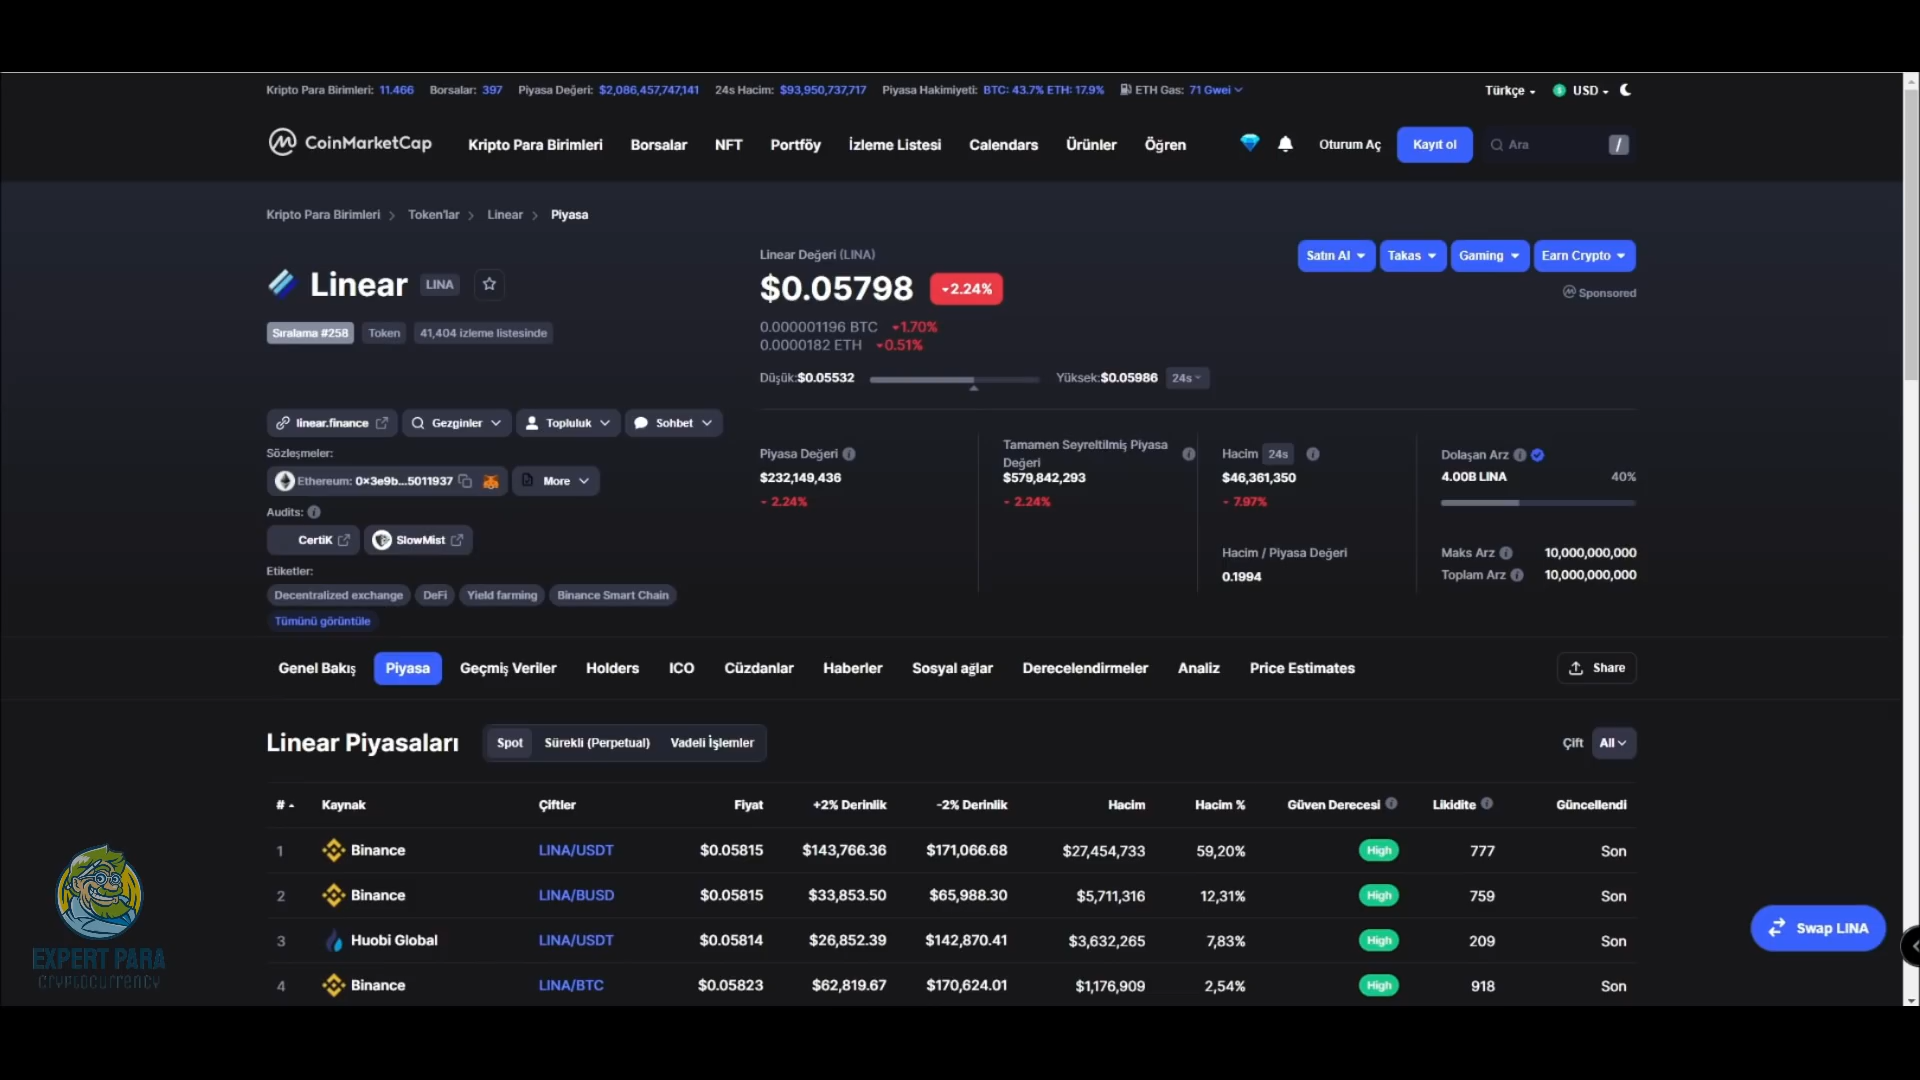 Kripto Para Birimleri: 11.466 Borsalar: 397 Piyasa Değeri: $2,086,457,747,141 24s Hacim: $93,950,737,717 Piyasa Hakimiyeti: BTC: 43.7% ETH: 17.9% ETH Gas: 71 Gwei Türkçe USD
CoinMarketCap Kripto Para Birimleri Borsalar NFT Portföy İzleme Listesi Calendars Ürünler Öğren Oturum Aç Kayıt ol Ara /
Kripto Para Birimleri Token'lar Linear Piyasa
Linear LINA
Sıralama #258 Token 41,404 izleme listesinde
Linear Değeri (LINA)
$0.05798 2.24%
0.000001196 BTC 1.70%
0.0000182 ETH 0.51%
Düşük:$0.05532 Yüksek:$0.05986 24s
Satın Al Takas Gaming Earn Crypto
Sponsored
linear.finance Gezginler Topluluk Sohbet
Sözleşmeler:
Ethereum: 0x3e9b...5011937 More
Audits:
CertiK SlowMist
Etiketler:
Decentralized exchange DeFi Yield farming Binance Smart Chain
Tümünü görüntüle
Piyasa Değeri
$232,149,436
2.24%
Tamamen Seyreltilmiş Piyasa
Değeri
$579,842,293
2.24%
Hacim 24s
$46,361,350
7.97%
Hacim / Piyasa Değeri
0.1994
Dolaşan Arz
4.00B LINA 40%
Maks Arz 10,000,000,000
Toplam Arz 10,000,000,000
Genel Bakış Piyasa Geçmiş Veriler Holders ICO Cüzdanlar Haberler Sosyal ağlar Derecelendirmeler Analiz Price Estimates Share
Linear Piyasaları Spot Sürekli (Perpetual) Vadeli İşlemler Çift All
# Kaynak Çiftler Fiyat +2% Derinlik -2% Derinlik Hacim Hacim % Güven Derecesi Likidite Güncellendi
1 Binance LINA/USDT $0.05815 $143,766.36 $171,066.68 $27,454,733 59,20% High 777 Son
2 Binance LINA/BUSD $0.05815 $33,853.50 $65,988.30 $5,711,316 12,31% High 759 Son
3 Huobi Global LINA/USDT $0.05814 $26,852.39 $142,870.41 $3,632,265 7,83% High 209 Son
4 Binance LINA/BTC $0.05823 $62,819.67 $170,624.01 $1,176,909 2,54% High 918 Son
Swap LINA
EXPERT PARA
cryptocurrency